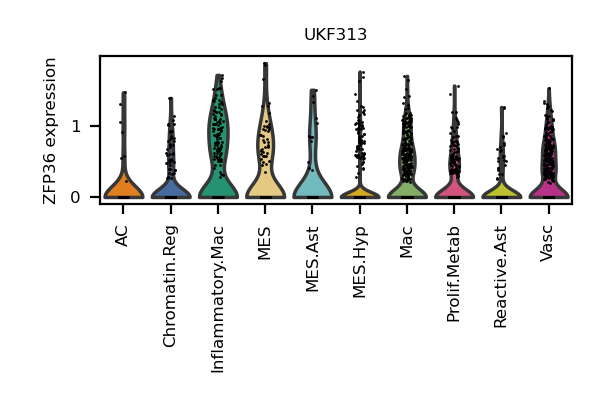 UKF313
ZFP36 expression
1
0
AC
Chromatin.Reg
Inflammatory.Mac
MES
MES.Ast
MES.Hyp
Mac
Prolif.Metab
Reactive.Ast
Vasc